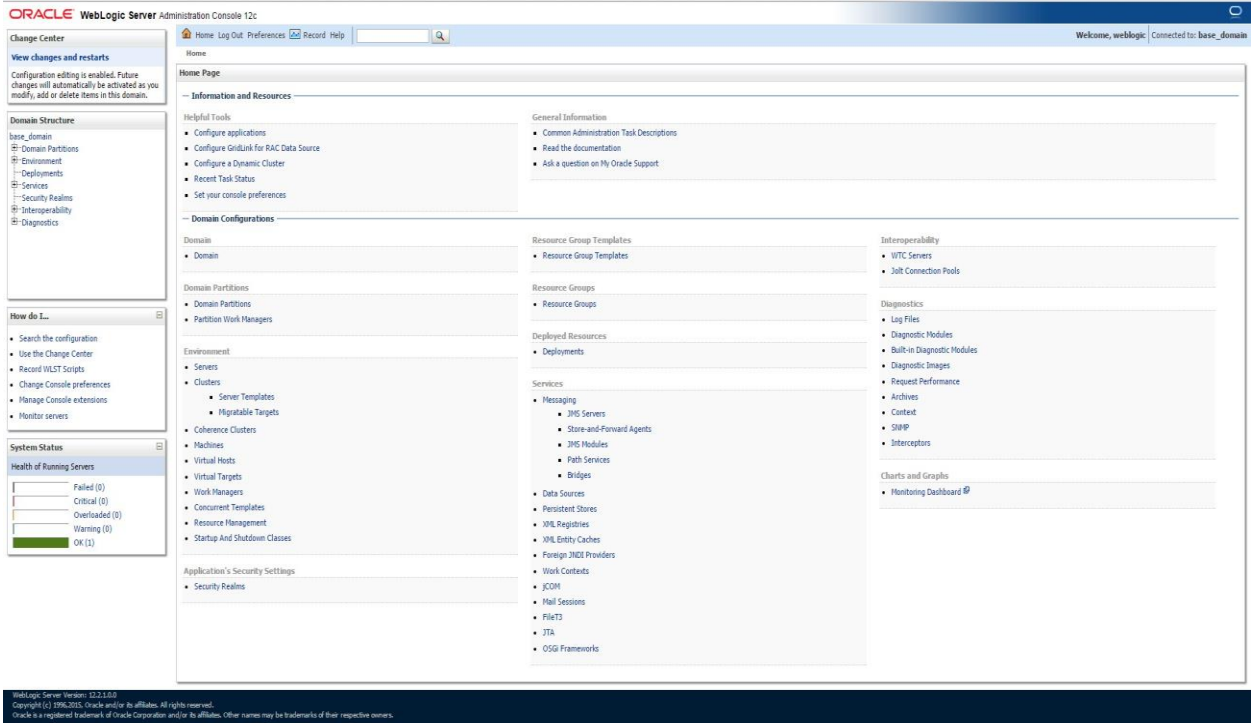 ORACLE WebLogic Server Administration Console 12c
Change Center
View changes and restarts
Configuration editing is enabled. Future
changes will automatically be activated as you
modify, add or delete items in this domain.
Domain Structure
base_domain
Domain Partitions
Environment
Deployments
Services
Security Realms
Interoperability
Diagnostics
How do I...
Search the configuration
Use the Change Center
Record WLST Scripts
Change Console preferences
Manage Console extensions
Monitor servers
System Status
Health of Running Servers
Failed (0)
Critical (0)
Overloaded (0)
Warning (0)
OK (1)
Home Log Out Preferences Record Help
Welcome, weblogic Connected to: base_domain
Home
Home Page
Information and Resources
Helpful Tools
Configure applications
Configure GridLink for RAC Data Source
Configure a Dynamic Cluster
Recent Task Status
Set your console preferences
General Information
Common Administration Task Descriptions
Read the documentation
Ask a question on My Oracle Support
Domain Configurations
Domain
Domain
Domain Partitions
Domain Partitions
Partition Work Managers
Environment
Servers
Clusters
Server Templates
Migratable Targets
Coherence Clusters
Machines
Virtual Hosts
Virtual Targets
Work Managers
Concurrent Templates
Resource Management
Startup And Shutdown Classes
Application's Security Settings
Security Realms
Resource Group Templates
Resource Group Templates
Resource Groups
Resource Groups
Deployed Resources
Deployments
Services
Messaging
JMS Servers
Store-and-Forward Agents
JMS Modules
Path Services
Bridges
Data Sources
Persistent Stores
XML Registries
XML Entity Caches
Foreign JNDI Providers
Work Contexts
jCOM
Mail Sessions
FileT3
JTA
OSGi Frameworks
Interoperability
WTC Servers
Jolt Connection Pools
Diagnostics
Log Files
Diagnostic Modules
Built-in Diagnostic Modules
Diagnostic Images
Request Performance
Archives
Context
SNMP
Interceptors
Charts and Graphs
Monitoring Dashboard
WebLogic Server Version: 12.2.1.0.0
Copyright (c) 1996,2015, Oracle and/or its affiliates. All rights reserved.
Oracle is a registered trademark of Oracle Corporation and/or its affiliates. Other names may be trademarks of their respective owners.